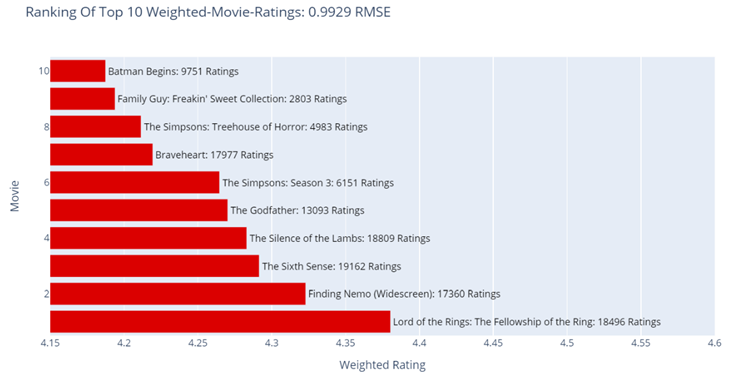 Ranking Of Top 10 Weighted-Movie-Ratings: 0.9929 RMSE
10
Batman Begins: 9751 Ratings
Family Guy: Freakin' Sweet Collection: 2803 Ratings
8
The Simpsons: Treehouse of Horror: 4983 Ratings
Braveheart: 17977 Ratings
6
The Simpsons: Season 3: 6151 Ratings
The Godfather: 13093 Ratings
4
The Silence of the Lambs: 18809 Ratings
The Sixth Sense: 19162 Ratings
2
Finding Nemo (Widescreen): 17360 Ratings
Lord of the Rings: The Fellowship of the Ring: 18496 Ratings
Movie
4.15 4.2 4.25 4.3 4.35 4.4 4.45 4.5 4.55 4.6
Weighted Rating